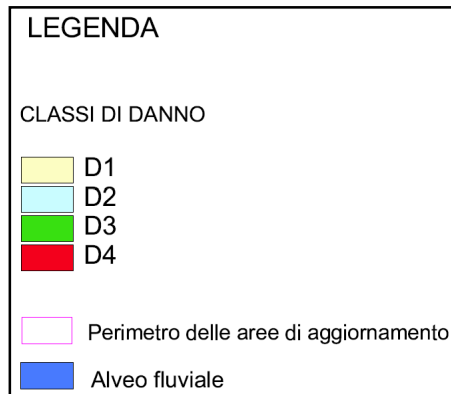 LEGENDA
CLASSI DI DANNO
D1
D2
D3
D4
Perimetro delle aree di aggiornamento
Alveo fluviale